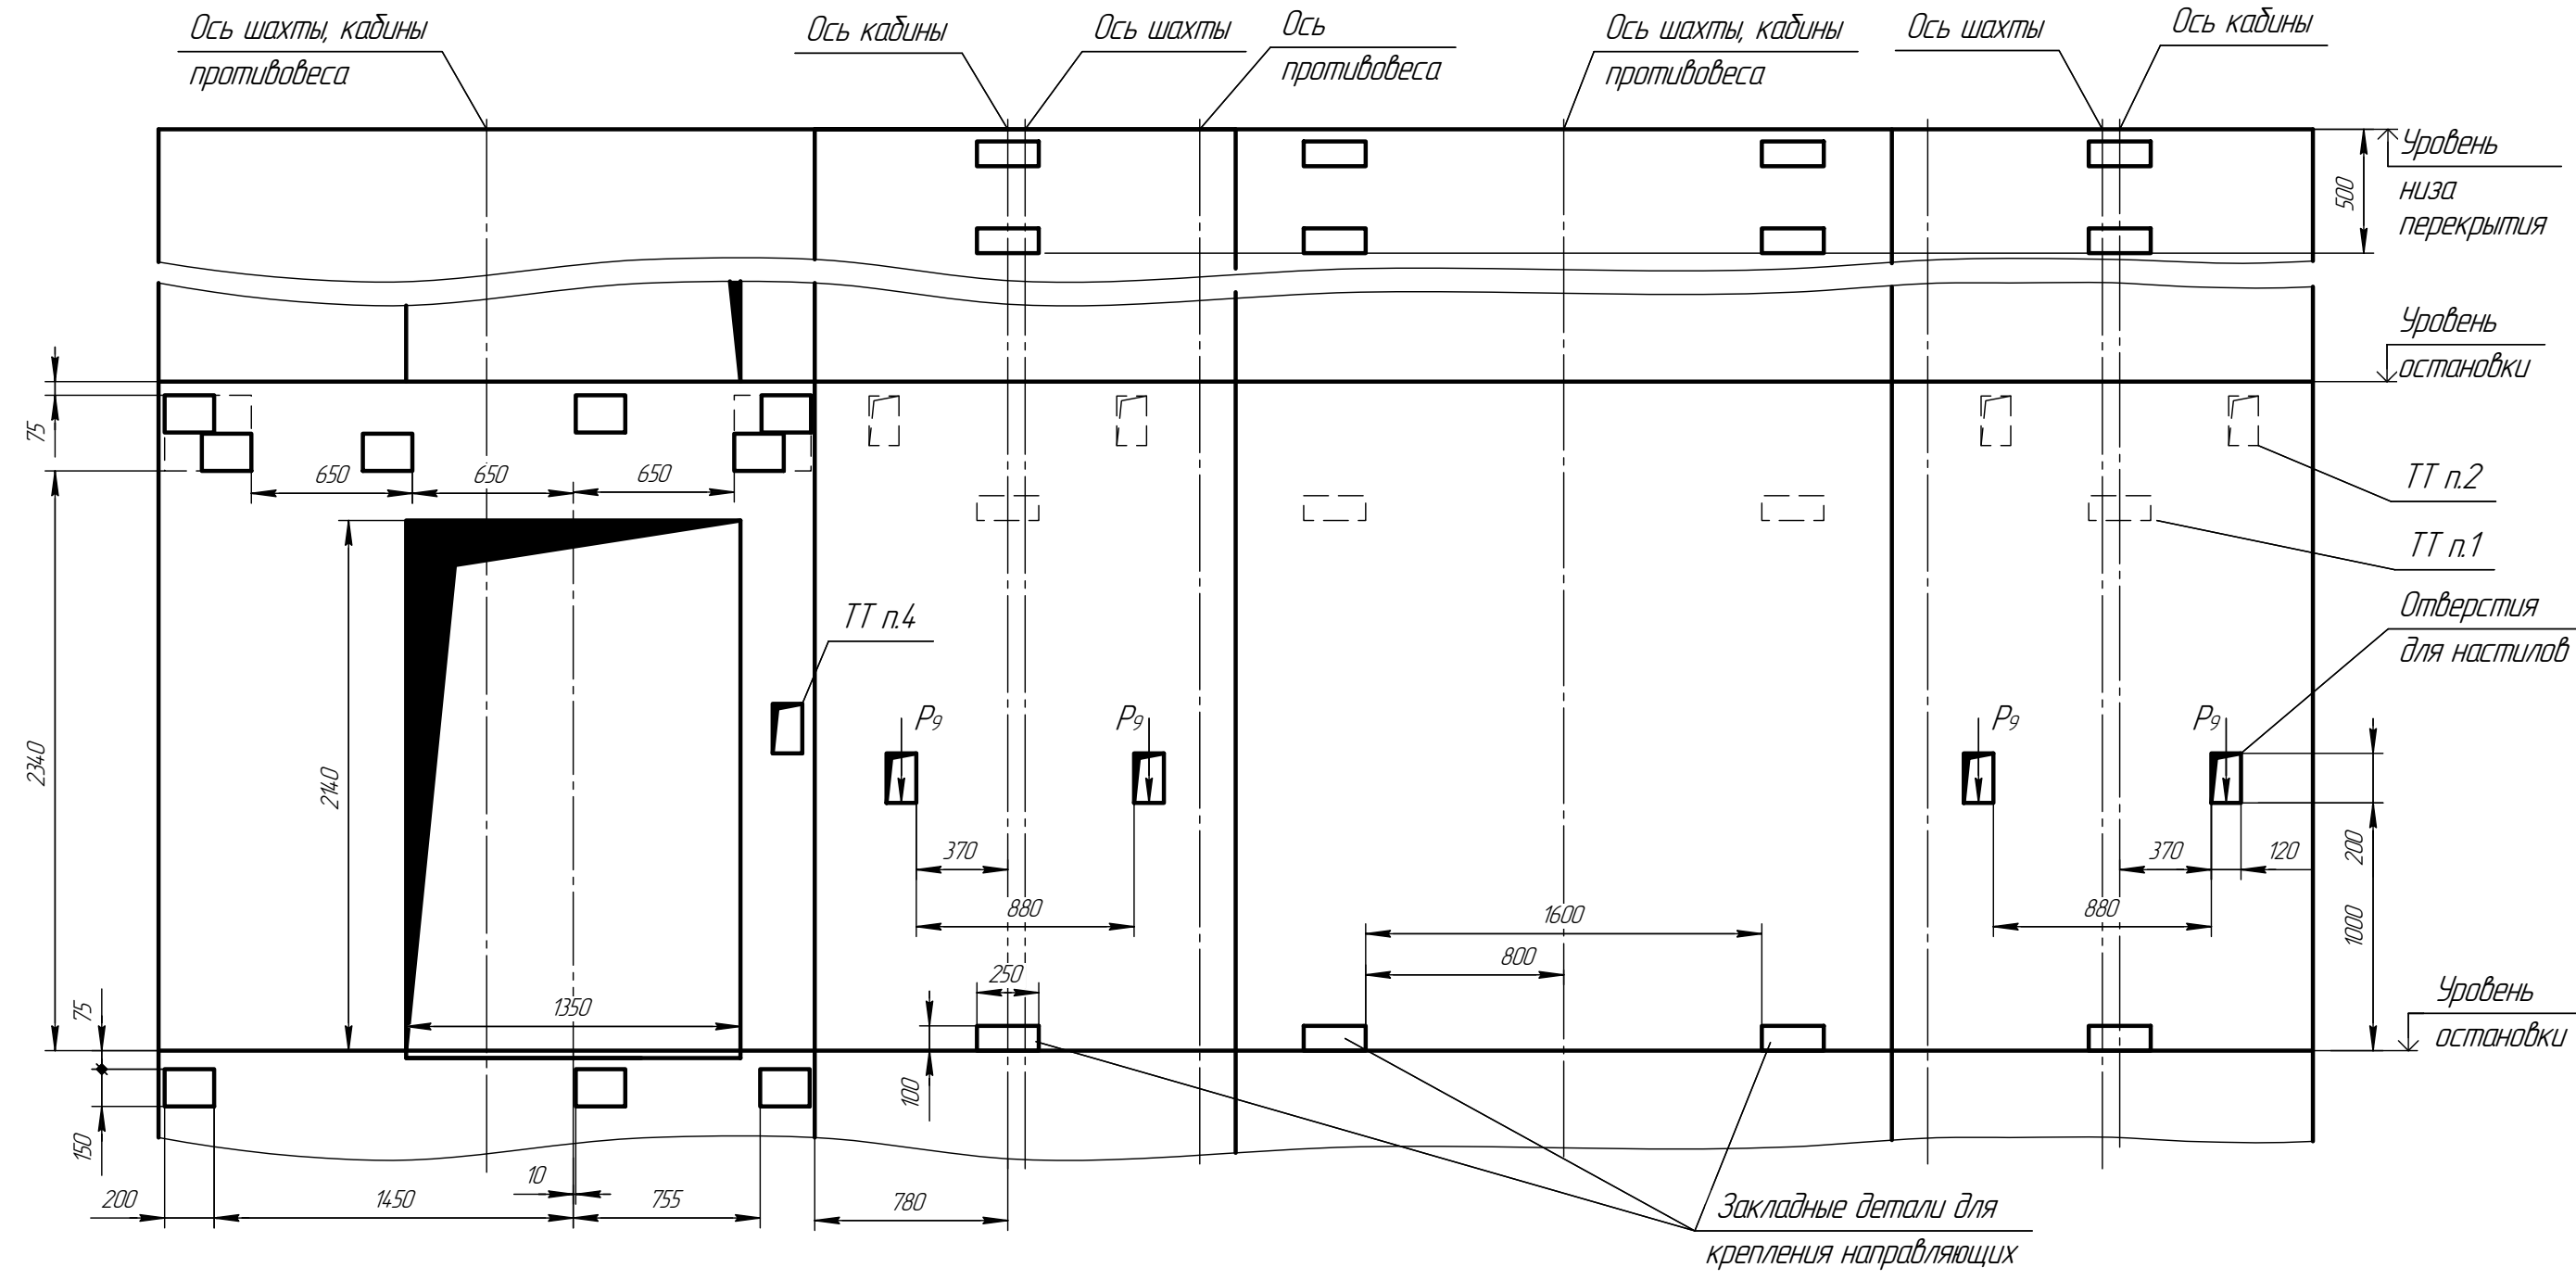 Ось шахты, кабины
противовеса
Ось кабины
Ось шахты
Ось
противовеса
Ось шахты, кабины
противовеса
Ось шахты
Ось кабины
Уровень
низа
перекрытия
500
Уровень
остановки
75
650
650
650
ТТ п.2
ТТ п.1
Отверстия
для настилов
ТТ п.4
P9
P9
P9
P9
2340
2140
370
880
370
120
880
200
1000
1600
800
250
100
1350
75
150
Уровень
остановки
10
200
1450
755
780
Закладные детали для
крепления направляющих